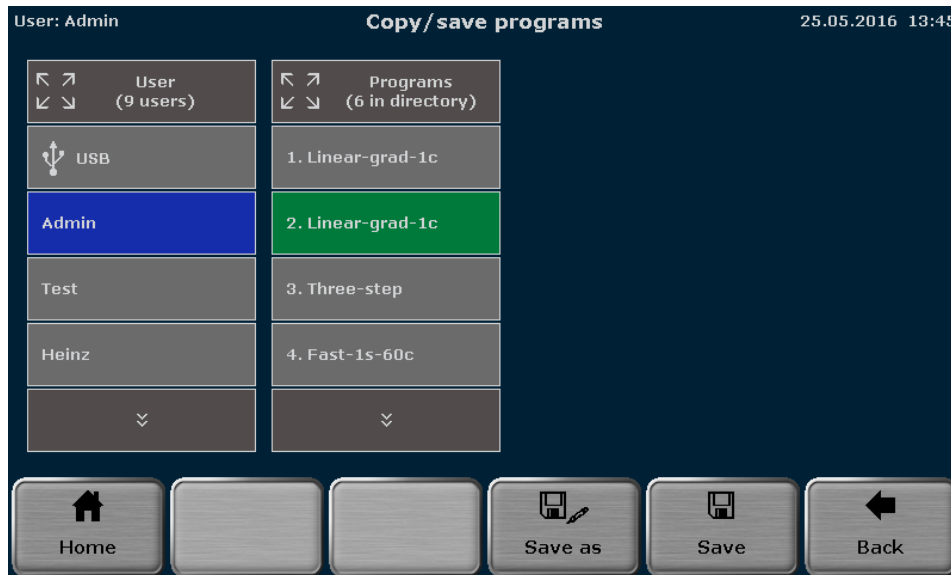 User: Admin
Copy/save programs
25.05.2016 13:45
User
(9 users)
Programs
(6 in directory)
USB
1. Linear-grad-1c
Admin
2. Linear-grad-1c
Test
3. Three-step
Heinz
4. Fast-1s-60c
Home
Save as
Save
Back